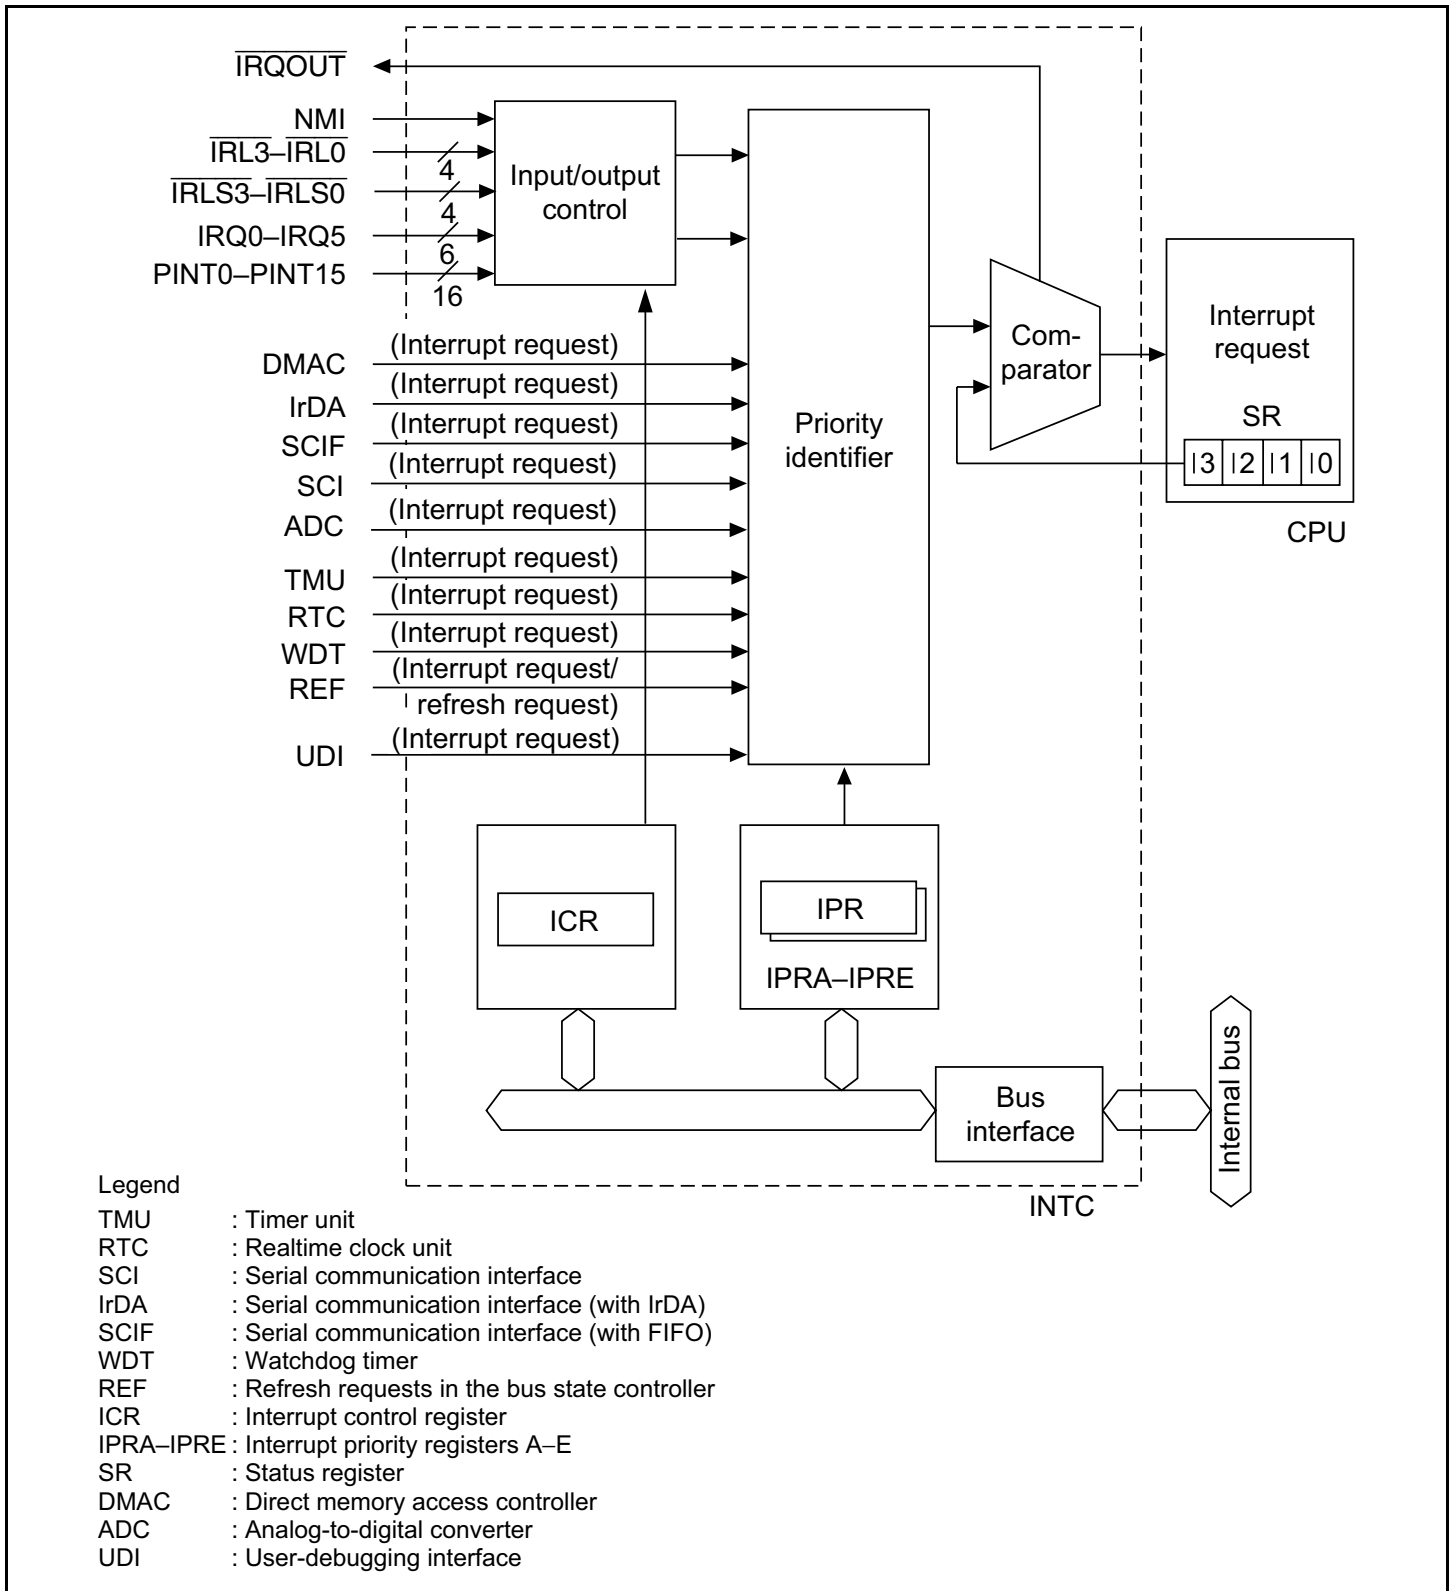 IRQOUT
NMI
IRL3–IRL0
4
IRLS3–IRLS0
4
IRQ0–IRQ5
6
PINT0–PINT15
16
Input/output
control
DMAC
(Interrupt request)
IrDA
(Interrupt request)
SCIF
(Interrupt request)
SCI
(Interrupt request)
ADC
(Interrupt request)
TMU
(Interrupt request)
RTC
(Interrupt request)
WDT
(Interrupt request)
REF
(Interrupt request/
refresh request)
UDI
(Interrupt request)
Priority
identifier
Com-
parator
Interrupt
request
SR
I3 I2 I1 I0
CPU
ICR
IPR
IPRA–IPRE
Bus
interface
Internal bus
INTC
Legend
TMU : Timer unit
RTC : Realtime clock unit
SCI : Serial communication interface
IrDA : Serial communication interface (with IrDA)
SCIF : Serial communication interface (with FIFO)
WDT : Watchdog timer
REF : Refresh requests in the bus state controller
ICR : Interrupt control register
IPRA–IPRE : Interrupt priority registers A–E
SR : Status register
DMAC : Direct memory access controller
ADC : Analog-to-digital converter
UDI : User-debugging interface